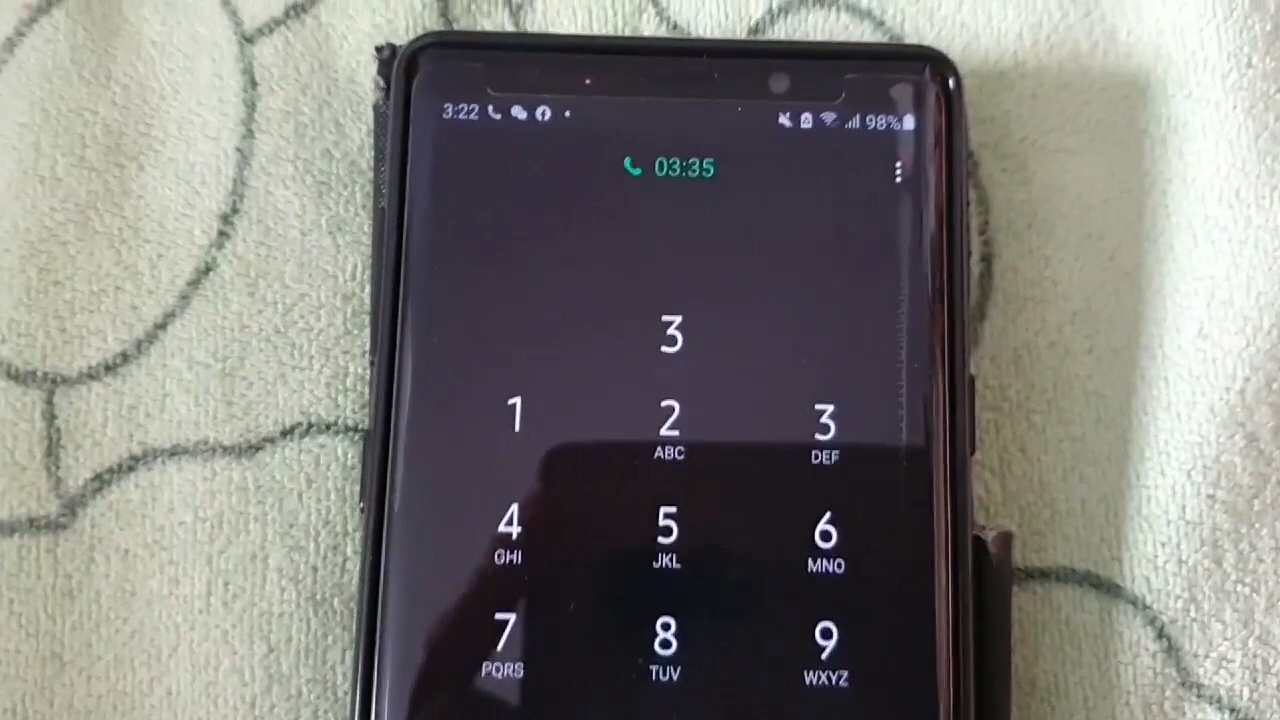 3:22 98%
03:35
3
1 2 3
ABC DEF
4 5 6
GHI JKL MNO
7 8 9
PQRS TUV WXYZ